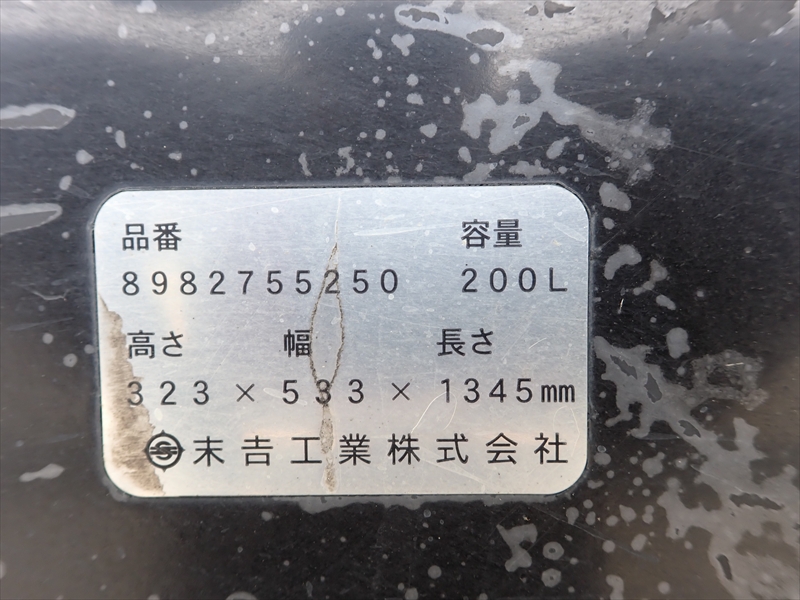 品番 容量
8982755250 200L
高さ 幅 長さ
323 × 533 × 1345mm
末吉工業株式会社